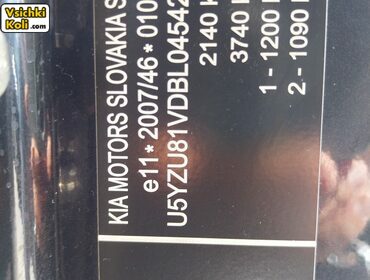 Vsichki
Koli.com
KIA MOTORS SLOVAKIA S
e11* 2007/46* 010
U5YZU81VDBL04542
2140 K
3740
1 - 1200
2 - 1090